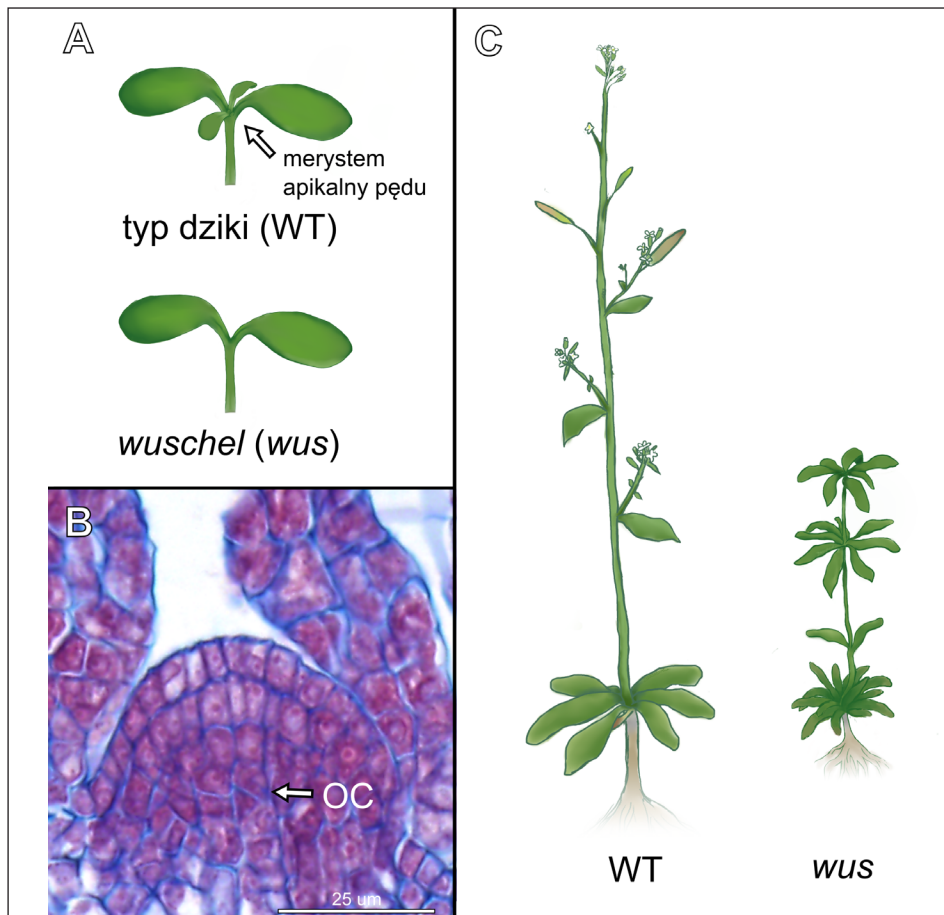 A
merystem
apikalny pędu
typ dziki (WT)
wuschel (wus)
B
OC
25 um
C
WT
wus